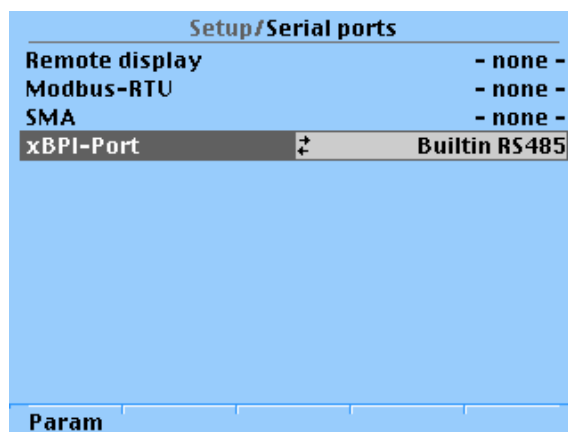 Setup/Serial ports
Remote display - none -
Modbus-RTU - none -
SMA - none -
xBPI-Port Builtin RS485
Param